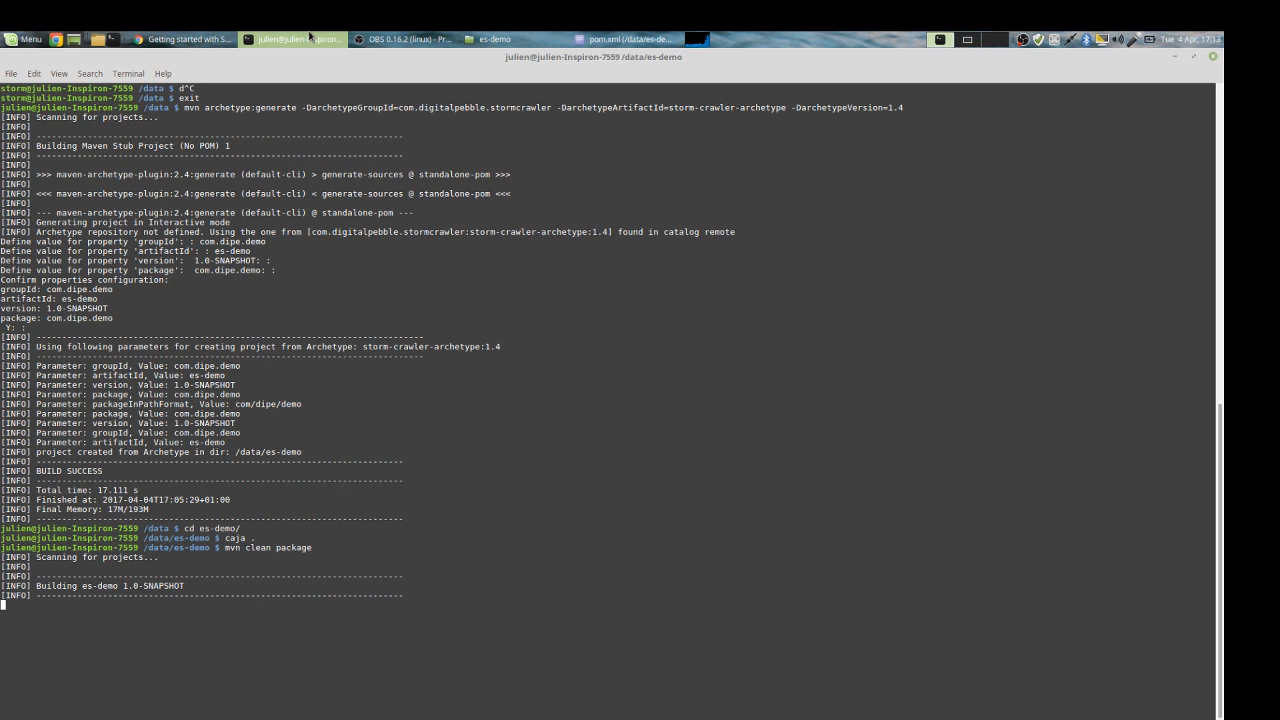 Menu
Getting started with S...
julien@julien-Inspiron...
OBS 0.16.2 (linux) - Pr...
es-demo
pom.xml (/data/es-de...
Tue 4 Apr, 17:13
julien@julien-Inspiron-7559 /data/es-demo
File Edit View Search Terminal Help
storm@julien-Inspiron-7559 /data $ d^C
storm@julien-Inspiron-7559 /data $ exit
julien@julien-Inspiron-7559 /data $ mvn archetype:generate -DarchetypeGroupId=com.digitalpebble.stormcrawler -DarchetypeArtifactId=storm-crawler-archetype -DarchetypeVersion=1.4
[INFO] Scanning for projects...
[INFO]
[INFO] ------------------------------------------------------------------------
[INFO] Building Maven Stub Project (No POM) 1
[INFO] ------------------------------------------------------------------------
[INFO]
[INFO] >>> maven-archetype-plugin:2.4:generate (default-cli) > generate-sources @ standalone-pom >>>
[INFO]
[INFO] <<< maven-archetype-plugin:2.4:generate (default-cli) < generate-sources @ standalone-pom <<<
[INFO]
[INFO] --- maven-archetype-plugin:2.4:generate (default-cli) @ standalone-pom ---
[INFO] Generating project in Interactive mode
[INFO] Archetype repository not defined. Using the one from [com.digitalpebble.stormcrawler:storm-crawler-archetype:1.4] found in catalog remote
Define value for property 'groupId': : com.dipe.demo
Define value for property 'artifactId': : es-demo
Define value for property 'version':  1.0-SNAPSHOT: :
Define value for property 'package':  com.dipe.demo: :
Confirm properties configuration:
groupId: com.dipe.demo
artifactId: es-demo
version: 1.0-SNAPSHOT
package: com.dipe.demo
 Y: :
[INFO] ----------------------------------------------------------------------------
[INFO] Using following parameters for creating project from Archetype: storm-crawler-archetype:1.4
[INFO] ----------------------------------------------------------------------------
[INFO] Parameter: groupId, Value: com.dipe.demo
[INFO] Parameter: artifactId, Value: es-demo
[INFO] Parameter: version, Value: 1.0-SNAPSHOT
[INFO] Parameter: package, Value: com.dipe.demo
[INFO] Parameter: packageInPathFormat, Value: com/dipe/demo
[INFO] Parameter: package, Value: com.dipe.demo
[INFO] Parameter: version, Value: 1.0-SNAPSHOT
[INFO] Parameter: groupId, Value: com.dipe.demo
[INFO] Parameter: artifactId, Value: es-demo
[INFO] project created from Archetype in dir: /data/es-demo
[INFO] ------------------------------------------------------------------------
[INFO] BUILD SUCCESS
[INFO] ------------------------------------------------------------------------
[INFO] Total time: 17.111 s
[INFO] Finished at: 2017-04-04T17:05:29+01:00
[INFO] Final Memory: 17M/193M
[INFO] ------------------------------------------------------------------------
julien@julien-Inspiron-7559 /data $ cd es-demo/
julien@julien-Inspiron-7559 /data/es-demo $ caja .
julien@julien-Inspiron-7559 /data/es-demo $ mvn clean package
[INFO] Scanning for projects...
[INFO]
[INFO] ------------------------------------------------------------------------
[INFO] Building es-demo 1.0-SNAPSHOT
[INFO] ------------------------------------------------------------------------